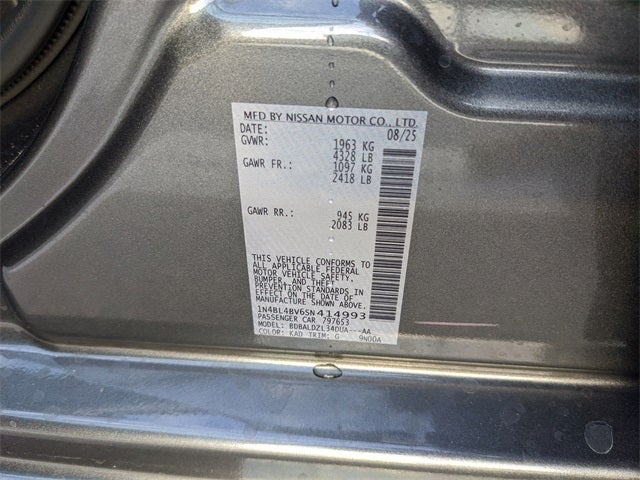 MFD BY NISSAN MOTOR CO., LTD.
DATE: 08/25
GVWR: 1963 KG
4328 LB
GAWR FR.: 1097 KG
2418 LB
GAWR RR.: 945 KG
2083 LB
THIS VEHICLE CONFORMS TO
ALL APPLICABLE FEDERAL
MOTOR VEHICLE SAFETY,
BUMPER, AND THEFT
PREVENTION STANDARDS IN
EFFECT ON THE DATE OF
MANUFACTURE
1N4BL4BV6SN414993
PASSENGER CAR 797653
MODEL: BDBALDZL34DUA---AA
COLOR: KAD TRIM: G 9N00A